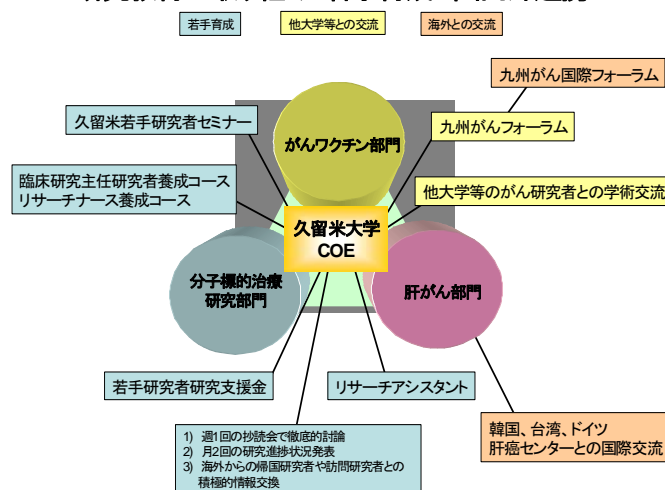 若手育成
他大学等との交流
海外との交流
九州がん国際フォーラム
久留米若手研究者セミナー
がんワクチン部門
九州がんフォーラム
臨床研究主任研究者養成コース
リサーチナース養成コース
他大学等のがん研究者との学術交流
久留米大学
COE
分子標的治療
研究部門
肝がん部門
若手研究者研究支援金
リサーチアシスタント
1) 週1回の抄読会で徹底的討論
2) 月2回の研究進捗状況発表
3) 海外からの帰国研究者や訪問研究者との
積極的情報交換
韓国、台湾、ドイツ
肝癌センターとの国際交流